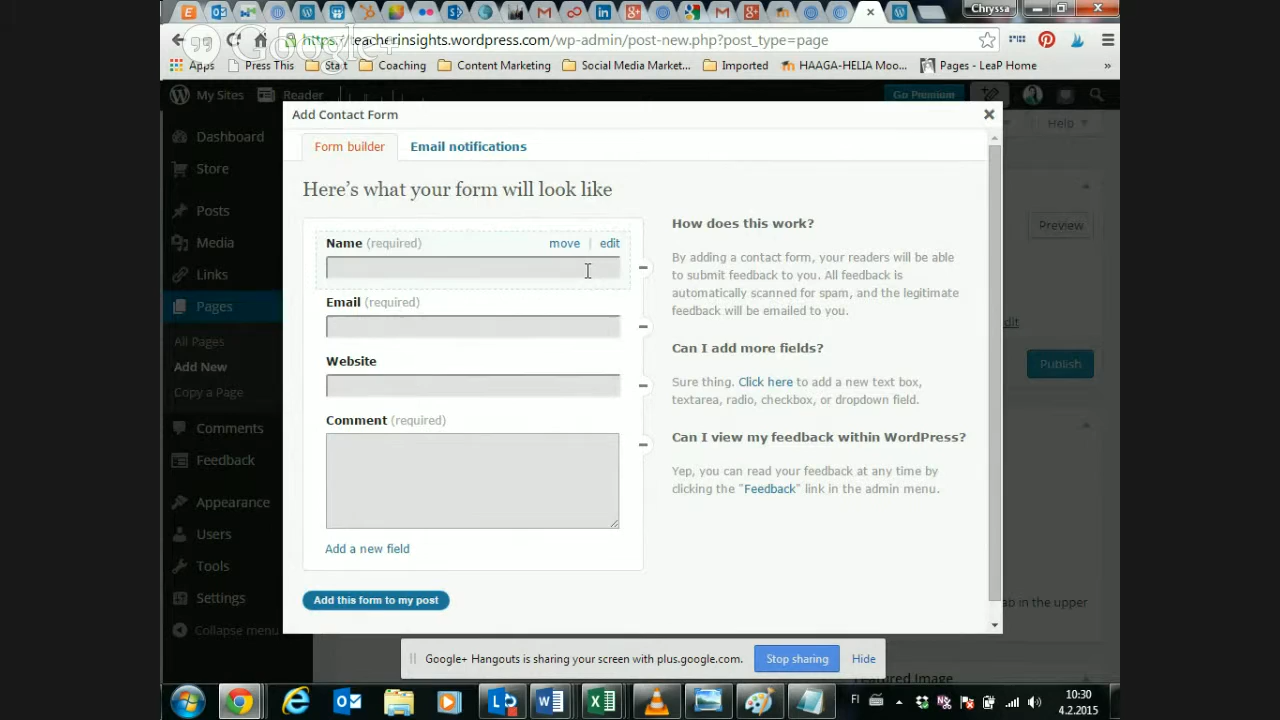 Chryssa
https://teacherinsights.wordpress.com/wp-admin/post-new.php?post_type=page
Google+
Apps Press This Coaching Content Marketing Social Media Market... Imported HAAGA-HELIA Moo... Pages - LeaP Home »
My Sites Reader Go Premium
Add Contact Form
Help
Form builder Email notifications
Dashboard
Store
Posts
Media
Links
Pages
All Pages
Add New
Copy a Page
Comments
Feedback
Appearance
Users
Tools
Settings
Collapse menu
Here's what your form will look like
Name (required) move | edit
Email (required)
Website
Comment (required)
Add a new field
Add this form to my post
How does this work?
By adding a contact form, your readers will be able
to submit feedback to you. All feedback is
automatically scanned for spam, and the legitimate
feedback will be emailed to you.
Can I add more fields?
Sure thing. Click here to add a new text box,
textarea, radio, checkbox, or dropdown field.
Can I view my feedback within WordPress?
Yep, you can read your feedback at any time by
clicking the "Feedback" link in the admin menu.
Preview
Publish
in the upper
Featured Image
Google+ Hangouts is sharing your screen with plus.google.com. Stop sharing Hide
FI
10:30
4.2.2015